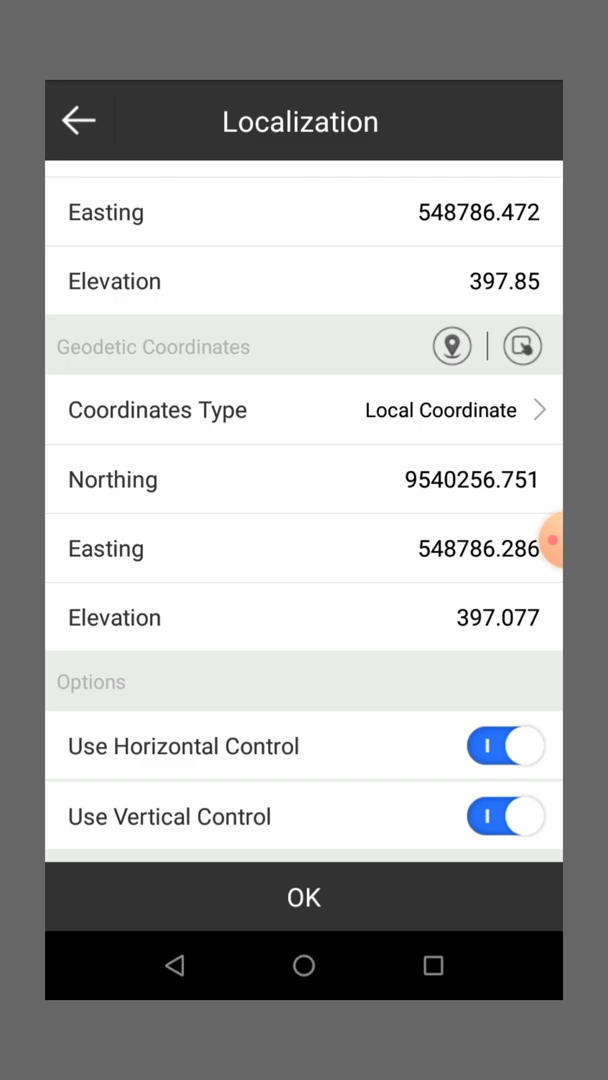 Localization
Easting 548786.472
Elevation 397.85
Geodetic Coordinates
Coordinates Type Local Coordinate
Northing 9540256.751
Easting 548786.286
Elevation 397.077
Options
Use Horizontal Control
Use Vertical Control
OK